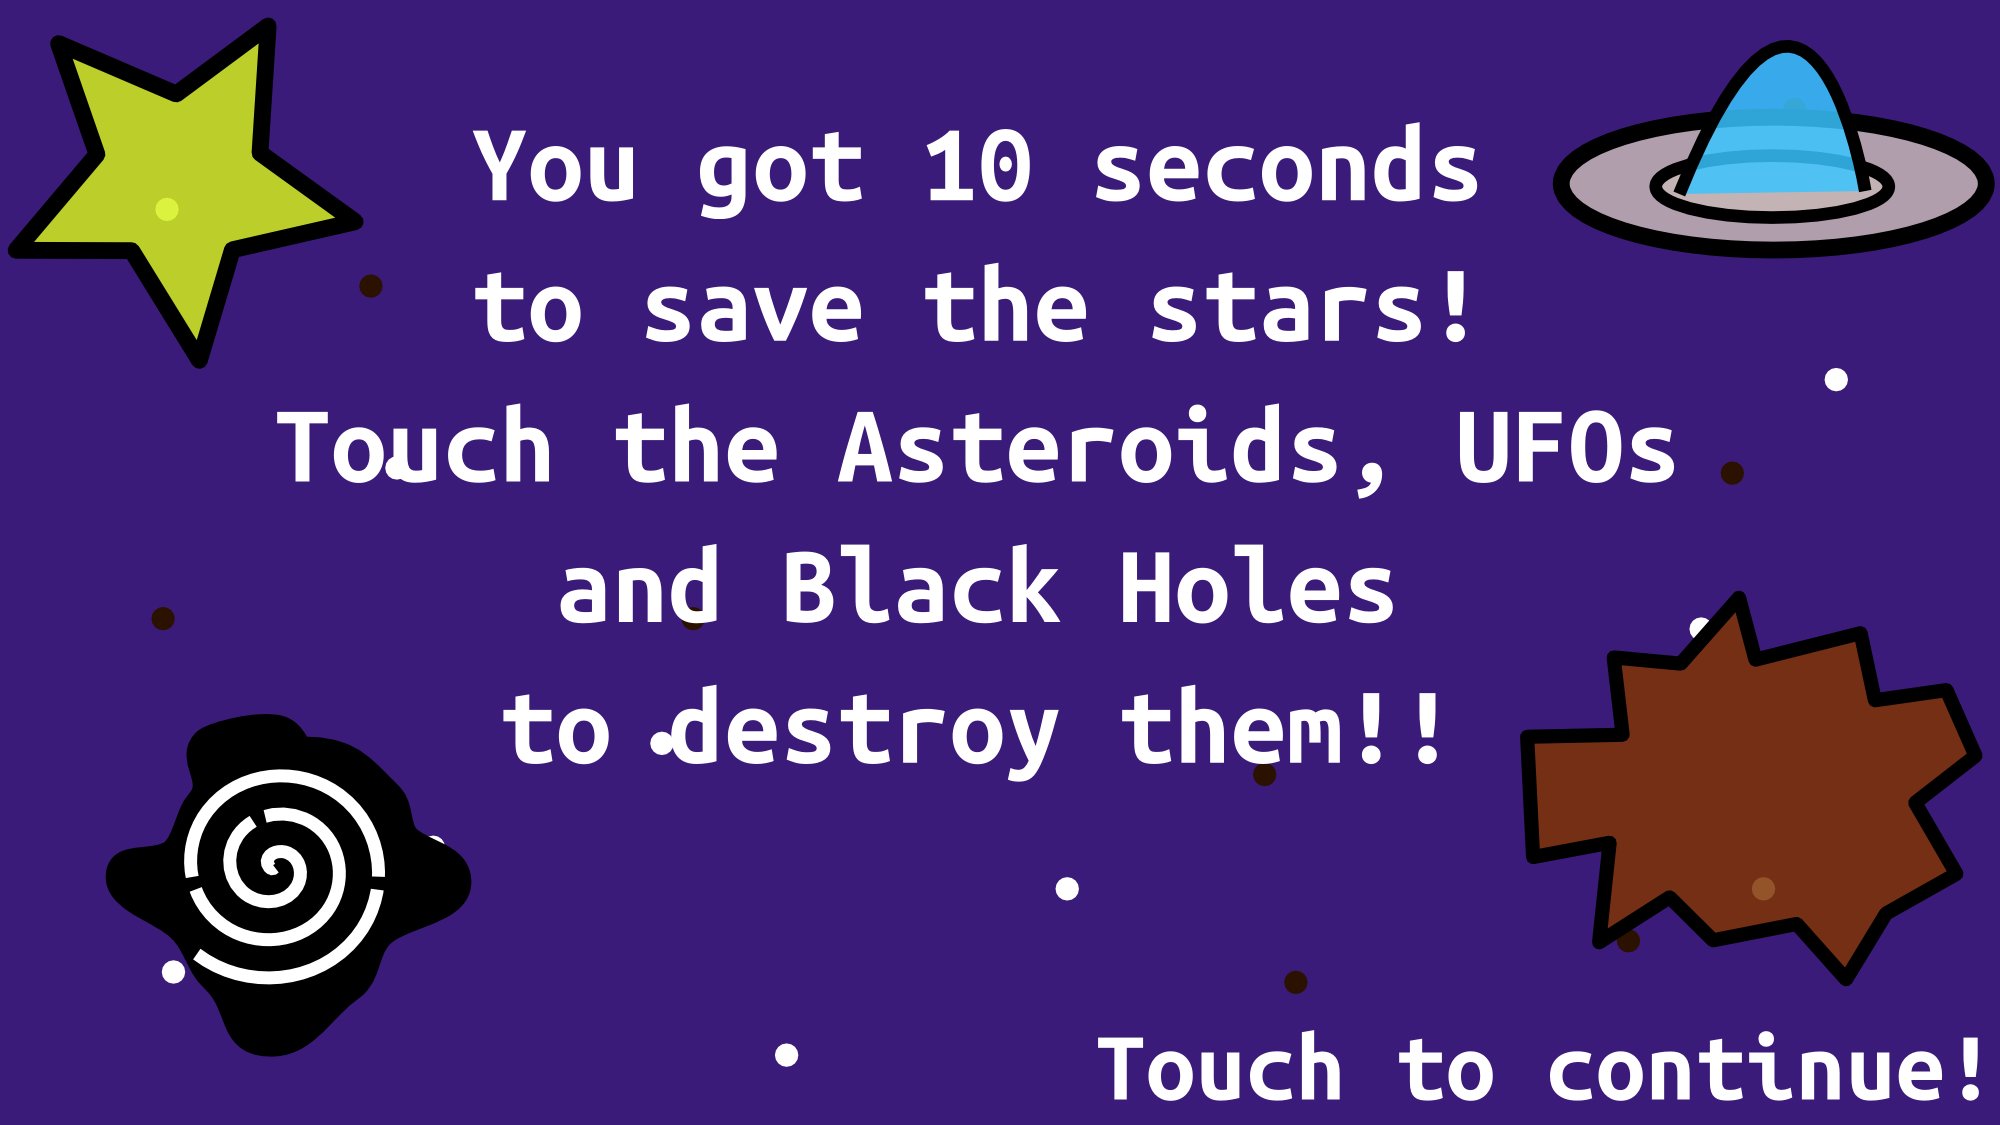 You got 10 seconds
to save the stars!
Touch the Asteroids, UFOs
and Black Holes
to destroy them!!
Touch to continue!